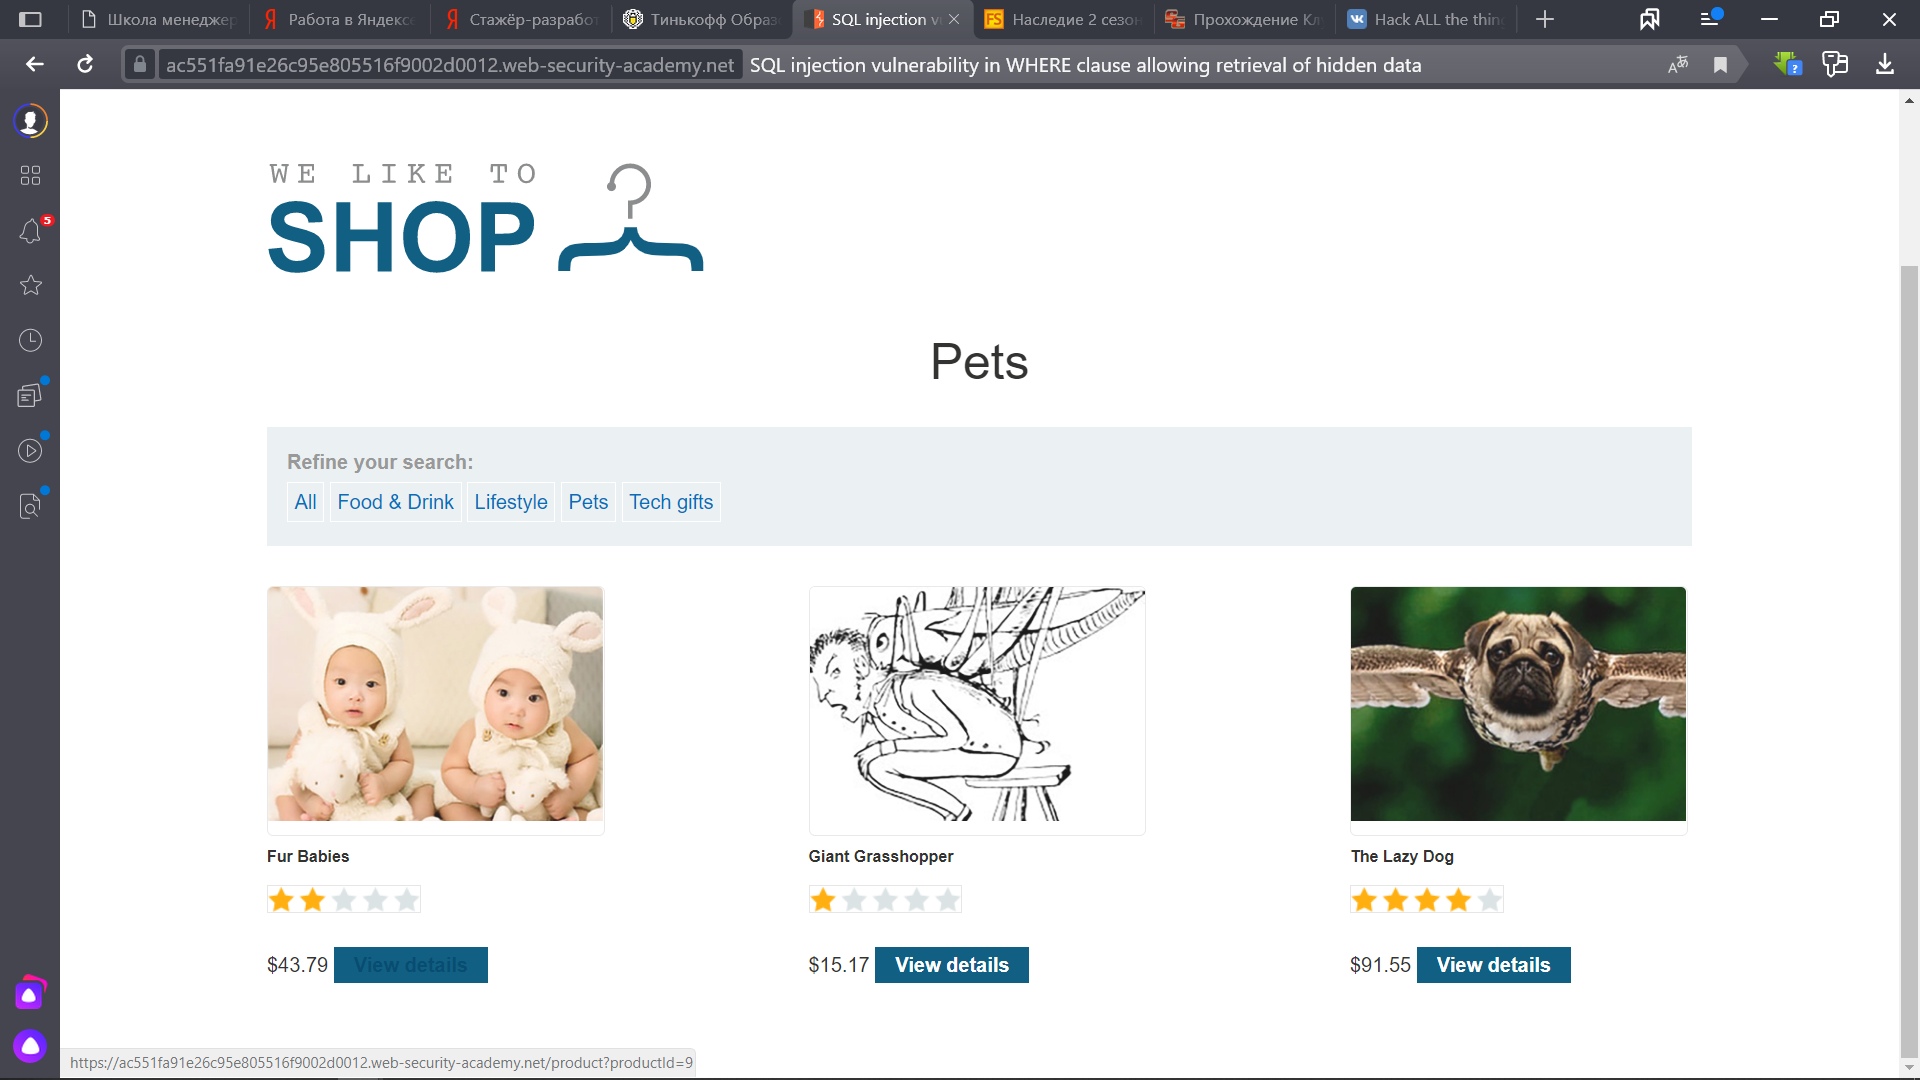 Школа менеджер
Я Работа в Яндексе
Я Стажёр-разработ
Тинькофф Образ
SQL injection v
FS Наследие 2 сезон
Прохождение Кл
Hack ALL the thin
ac551fa91e26c95e805516f9002d0012.web-security-academy.net SQL injection vulnerability in WHERE clause allowing retrieval of hidden data
5
WE LIKE TO
SHOP
Pets
Refine your search:
All Food & Drink Lifestyle Pets Tech gifts
Fur Babies
$43.79 View details
Giant Grasshopper
$15.17 View details
The Lazy Dog
$91.55 View details
https://ac551fa91e26c95e805516f9002d0012.web-security-academy.net/product?productId=9